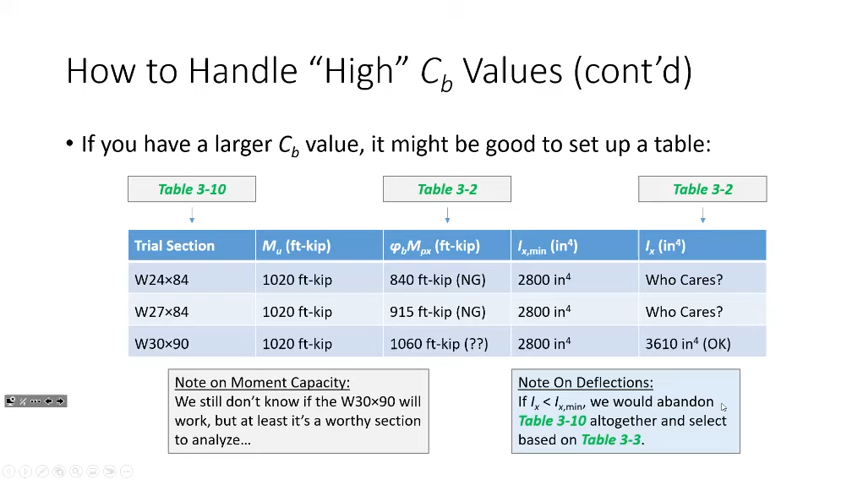 How to Handle “High” Cb Values (cont’d)
• If you have a larger Cb value, it might be good to set up a table:
Table 3-10 Table 3-2 Table 3-2
Trial Section Mu (ft-kip) φbMpx (ft-kip) Ix,min (in⁴) Ix (in⁴)
W24×84 1020 ft-kip 840 ft-kip (NG) 2800 in⁴ Who Cares?
W27×84 1020 ft-kip 915 ft-kip (NG) 2800 in⁴ Who Cares?
W30×90 1020 ft-kip 1060 ft-kip (??) 2800 in⁴ 3610 in⁴ (OK)
Note on Moment Capacity:
We still don’t know if the W30×90 will
work, but at least it’s a worthy section
to analyze…
Note On Deflections:
If Ix < Ix,min, we would abandon
Table 3-10 altogether and select
based on Table 3-3.